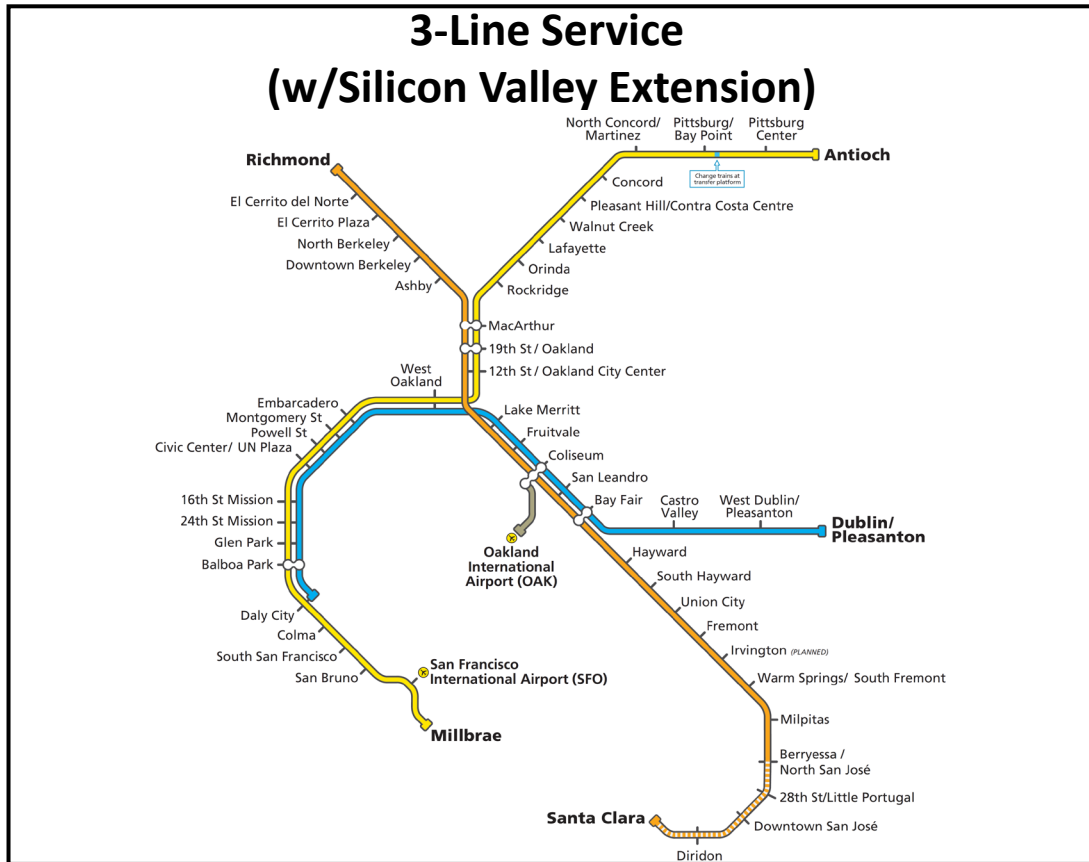 3-Line Service
(w/Silicon Valley Extension)
North Concord/
Martinez
Pittsburg/
Bay Point
Pittsburg
Center
Antioch
Change trains at
transfer platform
Richmond
Concord
El Cerrito del Norte
Pleasant Hill/Contra Costa Centre
El Cerrito Plaza
Walnut Creek
North Berkeley
Lafayette
Downtown Berkeley
Orinda
Ashby
Rockridge
MacArthur
19th St / Oakland
12th St / Oakland City Center
West
Oakland
Embarcadero
Montgomery St
Powell St
Civic Center/ UN Plaza
Lake Merritt
Fruitvale
Coliseum
San Leandro
Bay Fair
Castro
Valley
West Dublin/
Pleasanton
Dublin/
Pleasanton
16th St Mission
24th St Mission
Glen Park
Balboa Park
Oakland
International
Airport (OAK)
Hayward
South Hayward
Union City
Fremont
Irvington (PLANNED)
Warm Springs/ South Fremont
Daly City
Colma
South San Francisco
San Bruno
San Francisco
International Airport (SFO)
Millbrae
Milpitas
Berryessa /
North San José
28th St/Little Portugal
Downtown San José
Santa Clara
Diridon